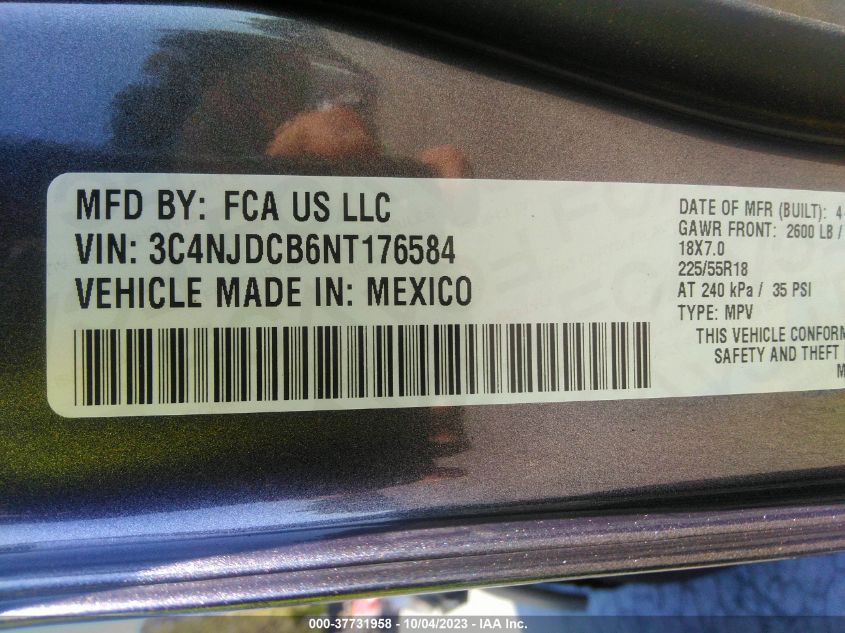 MFD BY: FCA US LLC
VIN: 3C4NJDCB6NT176584
VEHICLE MADE IN: MEXICO
DATE OF MFR (BUILT): 4
GAWR FRONT: 2600 LB /
18X7.0
225/55R18
AT 240 kPa / 35 PSI
TYPE: MPV
THIS VEHICLE CONFORM
SAFETY AND THEFT
M
000-37731958 - 10/04/2023 - IAA Inc.